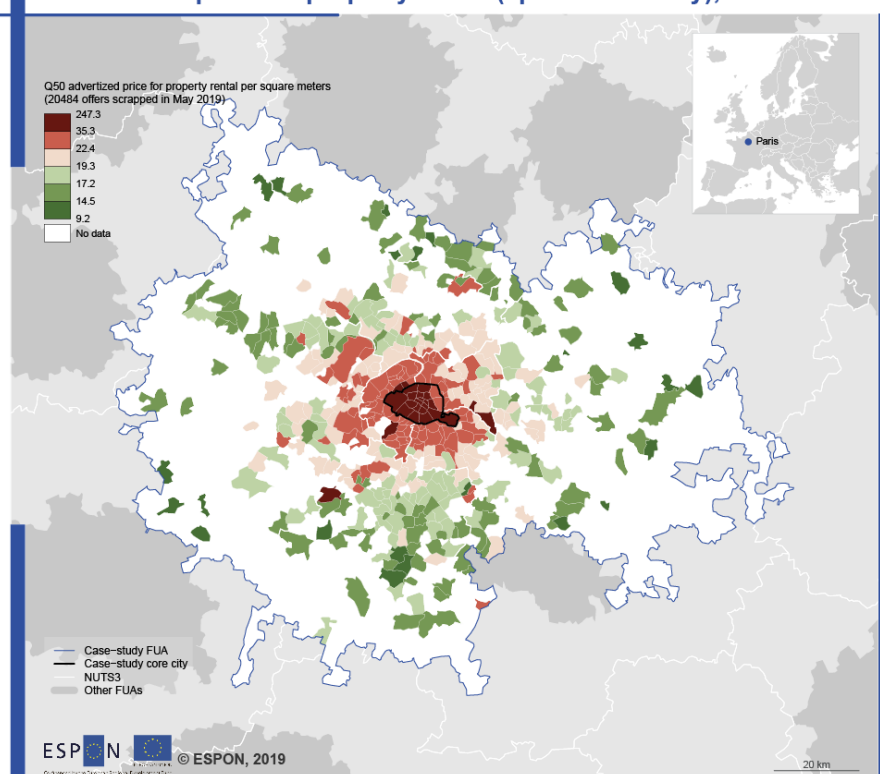 property
Q50 advertized price for property rental per square meters
(20484 offers scrapped in May 2019)
247.3
35.3
22.4
19.3
17.2
14.5
9.2
No data
Paris
Case-study FUA
Case-study core city
NUTS3
Other FUAs
ESPON
© ESPON, 2019
20 km